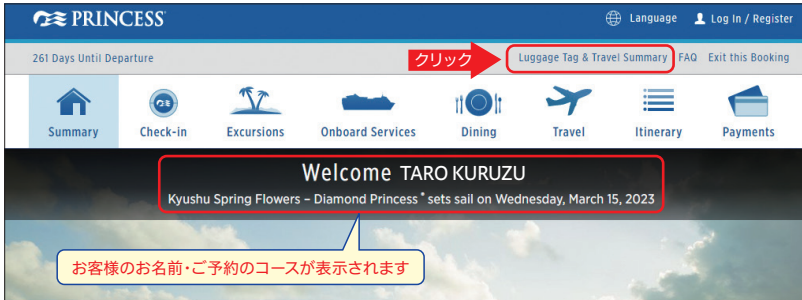 PRINCESS
Language
Log In / Register
261 Days Until Departure
クリック
Luggage Tag & Travel Summary
FAQ
Exit this Booking
Summary
Check-in
Excursions
Onboard Services
Dining
Travel
Itinerary
Payments
Welcome TARO KURUZU
Kyushu Spring Flowers – Diamond Princess® sets sail on Wednesday, March 15, 2023
お客様のお名前・ご予約のコースが表示されます